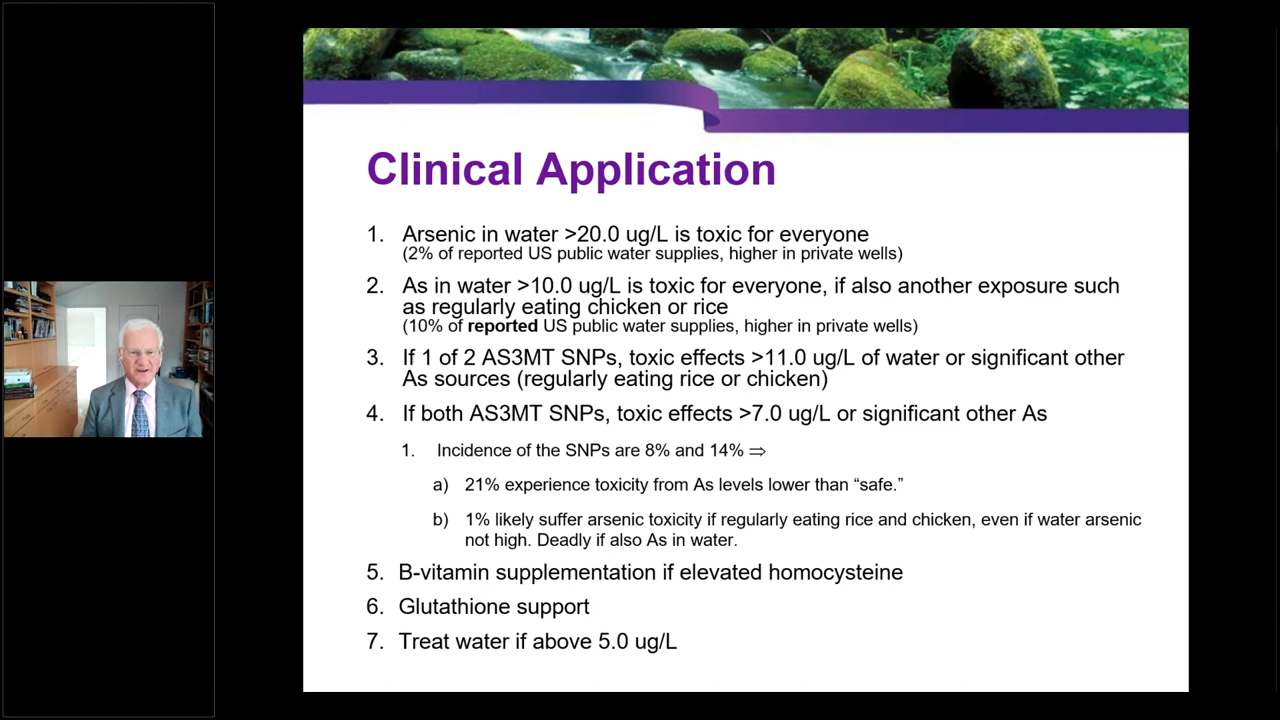 Clinical Application
1. Arsenic in water >20.0 ug/L is toxic for everyone
(2% of reported US public water supplies, higher in private wells)
2. As in water >10.0 ug/L is toxic for everyone, if also another exposure such
as regularly eating chicken or rice
(10% of reported US public water supplies, higher in private wells)
3. If 1 of 2 AS3MT SNPs, toxic effects >11.0 ug/L of water or significant other
As sources (regularly eating rice or chicken)
4. If both AS3MT SNPs, toxic effects >7.0 ug/L or significant other As
1. Incidence of the SNPs are 8% and 14% ⇒
a) 21% experience toxicity from As levels lower than “safe.”
b) 1% likely suffer arsenic toxicity if regularly eating rice and chicken, even if water arsenic
not high. Deadly if also As in water.
5. B-vitamin supplementation if elevated homocysteine
6. Glutathione support
7. Treat water if above 5.0 ug/L